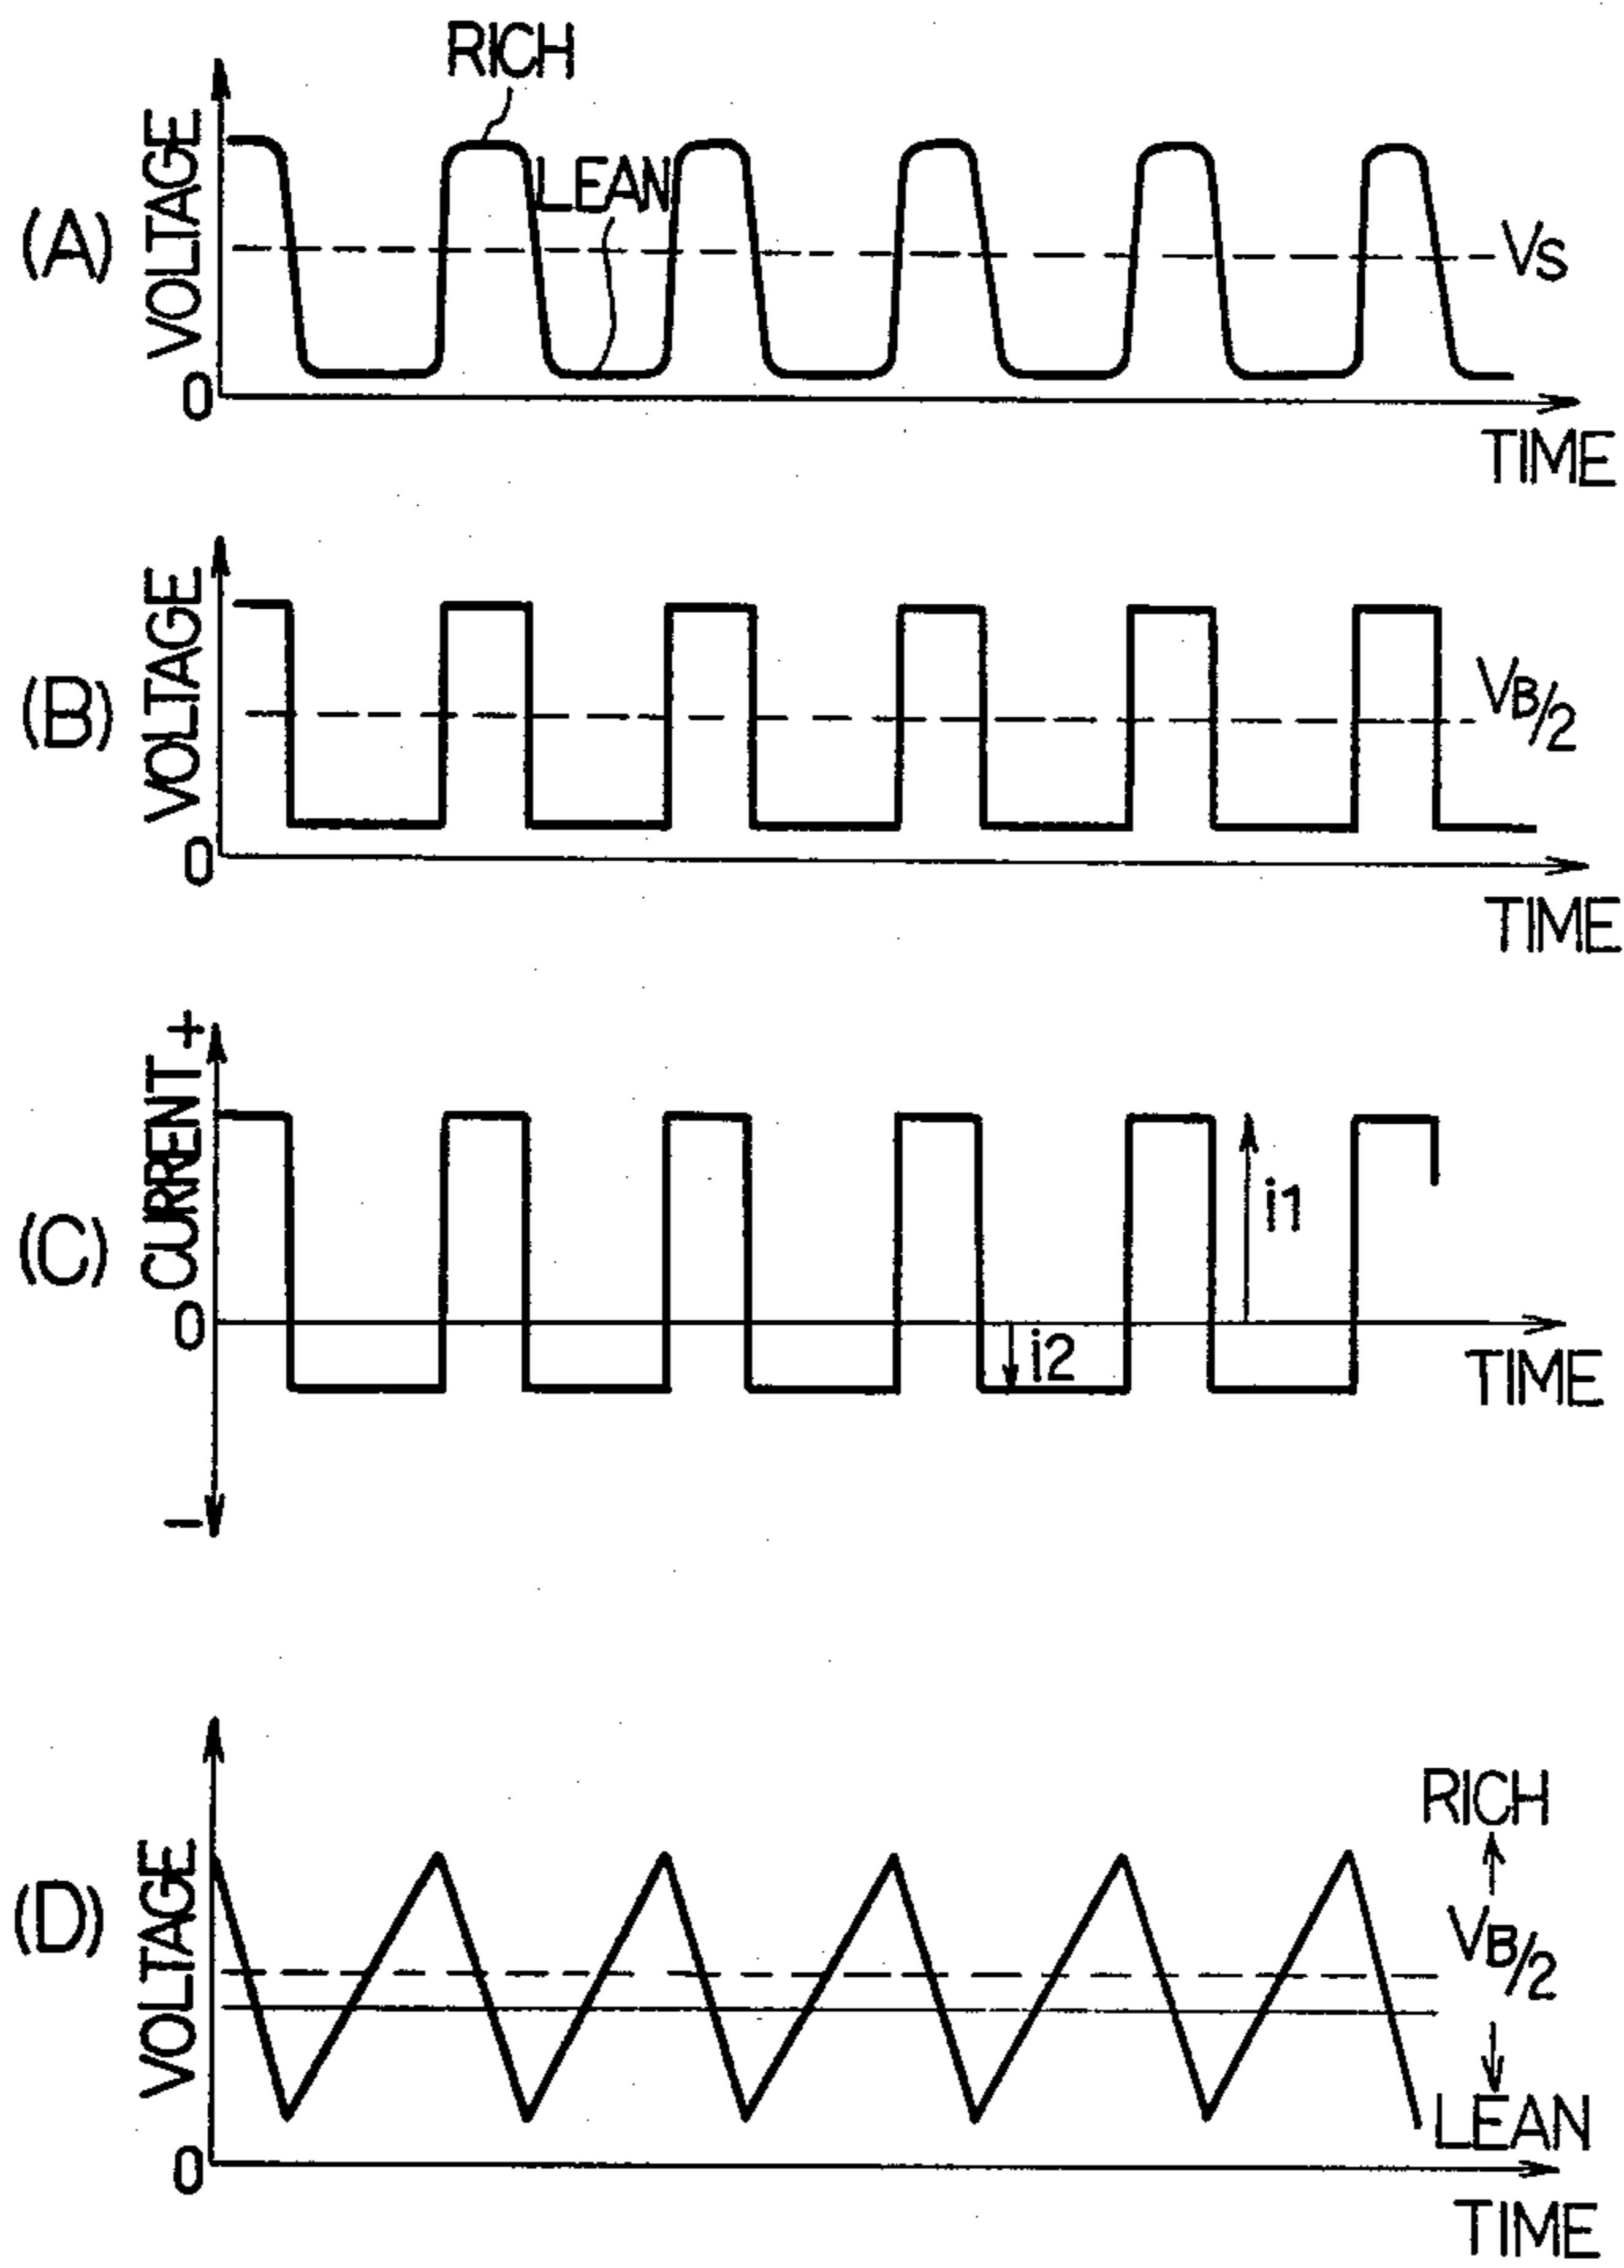 RICH
LEAN
(A)
VOLTAGE
VS
0
TIME
(B)
VOLTAGE
VB/2
0
TIME
+
CURRENT
(C)
i1
0
i2
TIME
−
RICH
(D)
VOLTAGE
VB/2
LEAN
0
TIME